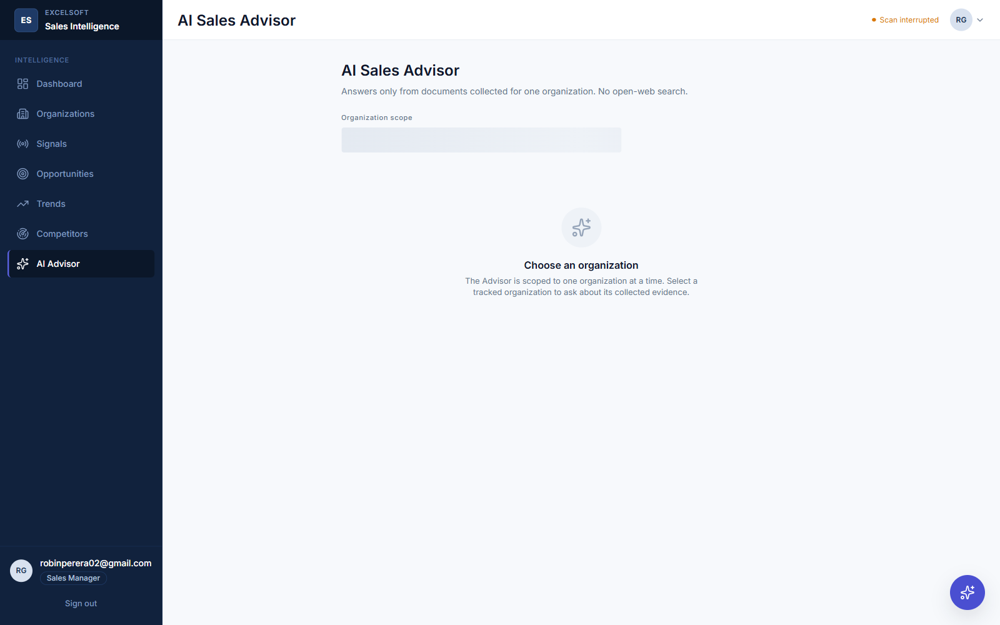 ES
EXCELSOFT
Sales Intelligence
INTELLIGENCE
Dashboard
Organizations
Signals
Opportunities
Trends
Competitors
AI Advisor
RG
robinperera02@gmail.com
Sales Manager
Sign out
AI Sales Advisor
Scan interrupted
RG
AI Sales Advisor
Answers only from documents collected for one organization. No open-web search.
Organization scope
Choose an organization
The Advisor is scoped to one organization at a time. Select a
tracked organization to ask about its collected evidence.